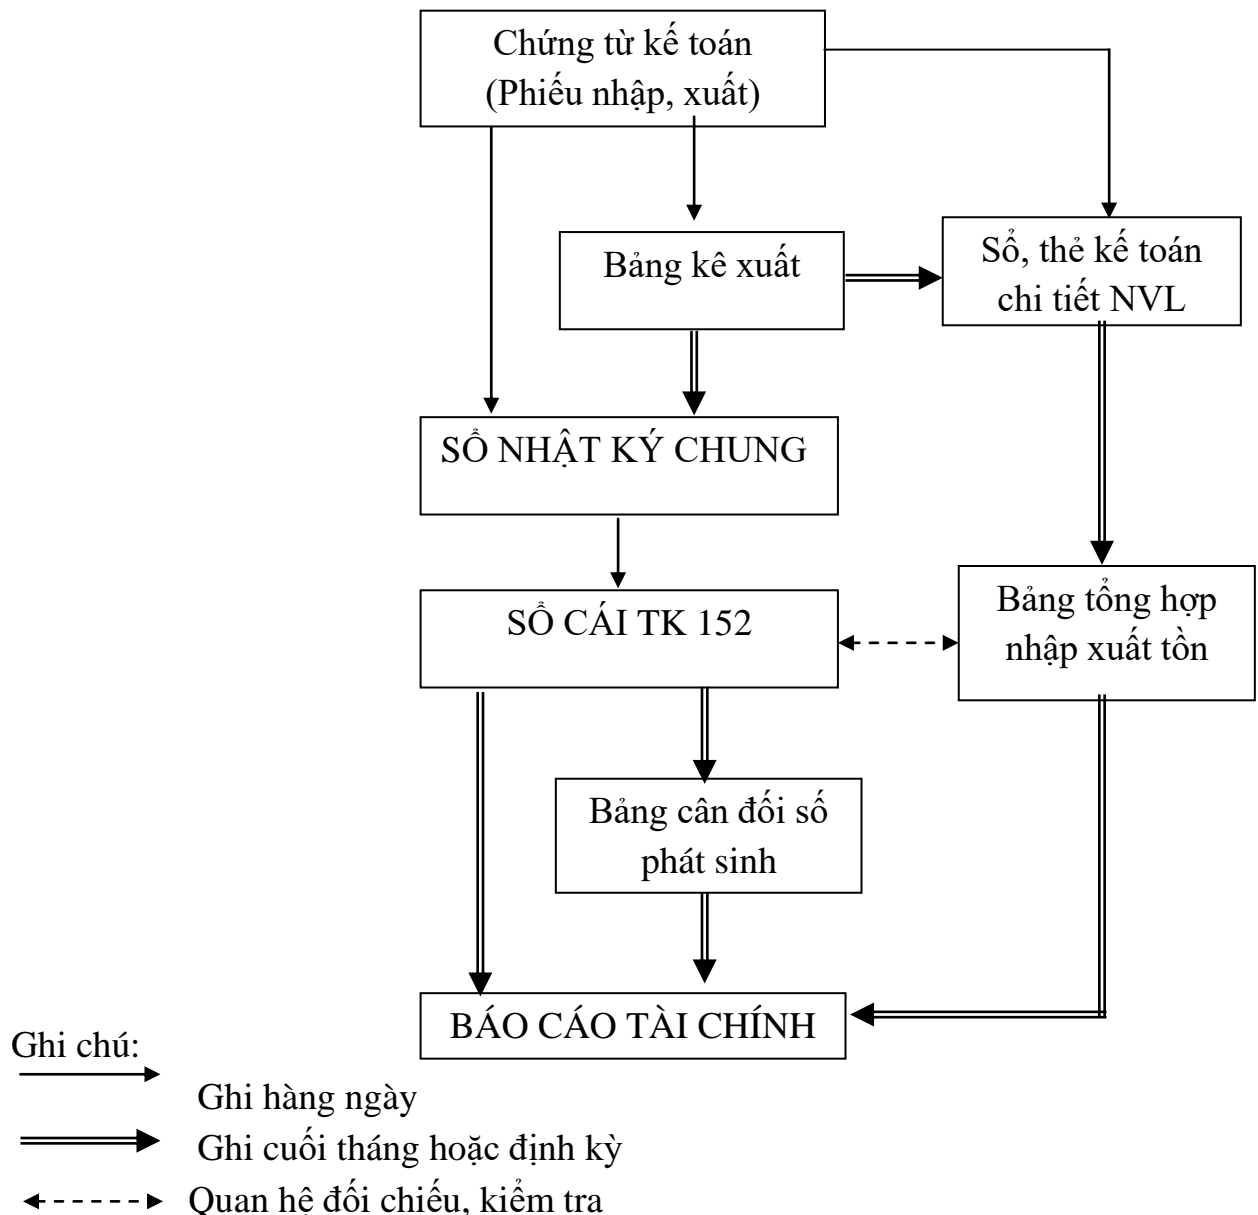 Chứng từ kế toán
(Phiếu nhập, xuất)
Bảng kê xuất
Sổ, thẻ kế toán
chi tiết NVL
SỔ NHẬT KÝ CHUNG
SỔ CÁI TK 152
Bảng tổng hợp
nhập xuất tồn
Bảng cân đối số
phát sinh
BÁO CÁO TÀI CHÍNH
Ghi chú:
Ghi hàng ngày
Ghi cuối tháng hoặc định kỳ
Quan hệ đối chiếu, kiểm tra